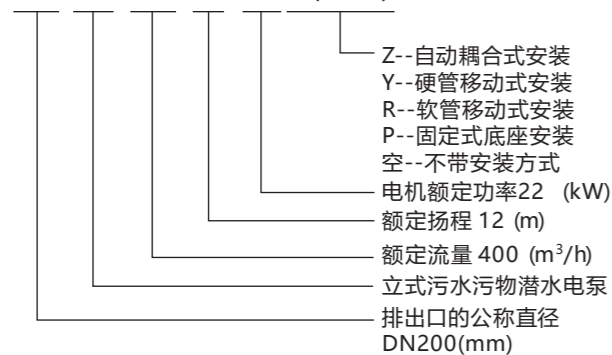 Z--自动耦合式安装
Y--硬管移动式安装
R--软管移动式安装
P--固定式底座安装
空--不带安装方式
电机额定功率22 (kW)
额定扬程 12 (m)
额定流量 400 (m³/h)
立式污水污物潜水电泵
排出口的公称直径
DN200(mm)